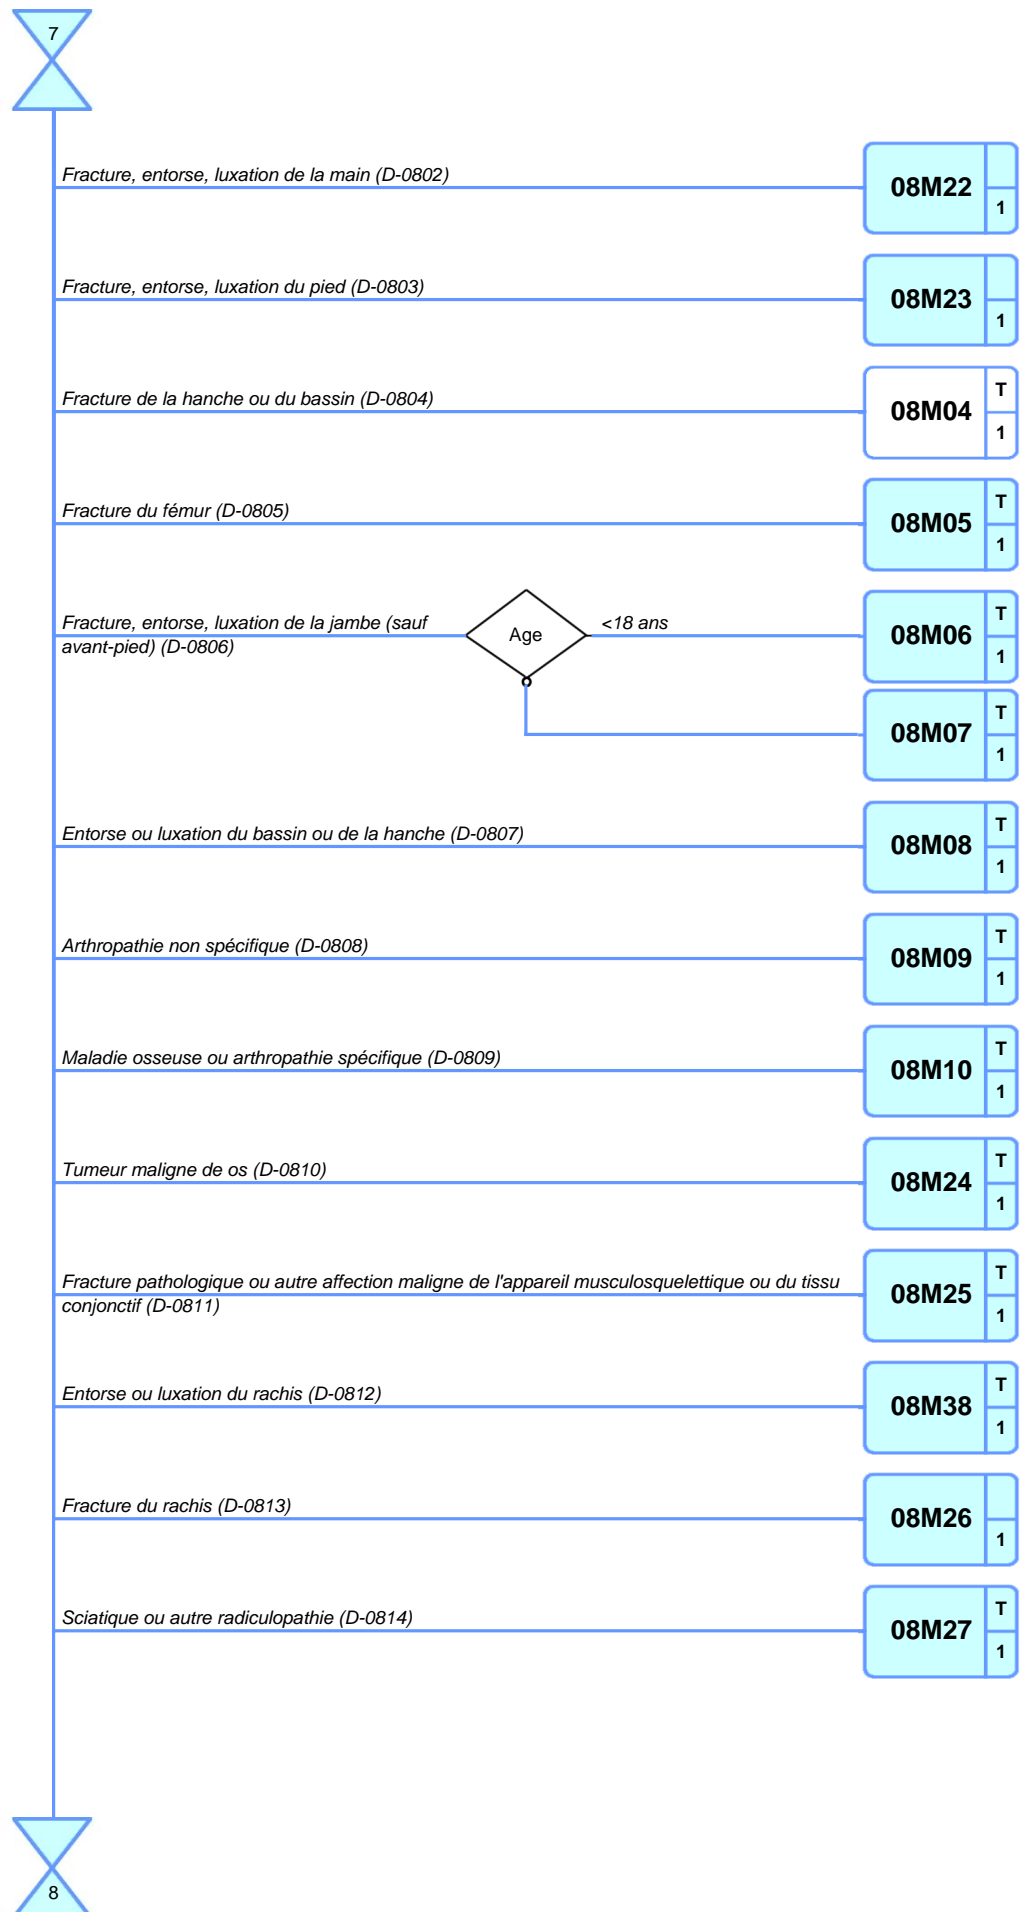 7
Fracture, entorse, luxation de la main (D-0802)
08M22
1
Fracture, entorse, luxation du pied (D-0803)
08M23
1
Fracture de la hanche ou du bassin (D-0804)
08M04
T
1
Fracture du fémur (D-0805)
08M05
T
1
Fracture, entorse, luxation de la jambe (sauf
avant-pied) (D-0806)
Age
<18 ans
08M06
T
1
08M07
T
1
Entorse ou luxation du bassin ou de la hanche (D-0807)
08M08
T
1
Arthropathie non spécifique (D-0808)
08M09
T
1
Maladie osseuse ou arthropathie spécifique (D-0809)
08M10
T
1
Tumeur maligne de os (D-0810)
08M24
T
1
Fracture pathologique ou autre affection maligne de l'appareil musculosquelettique ou du tissu
conjonctif (D-0811)
08M25
T
1
Entorse ou luxation du rachis (D-0812)
08M38
T
1
Fracture du rachis (D-0813)
08M26
1
Sciatique ou autre radiculopathie (D-0814)
08M27
T
1
8